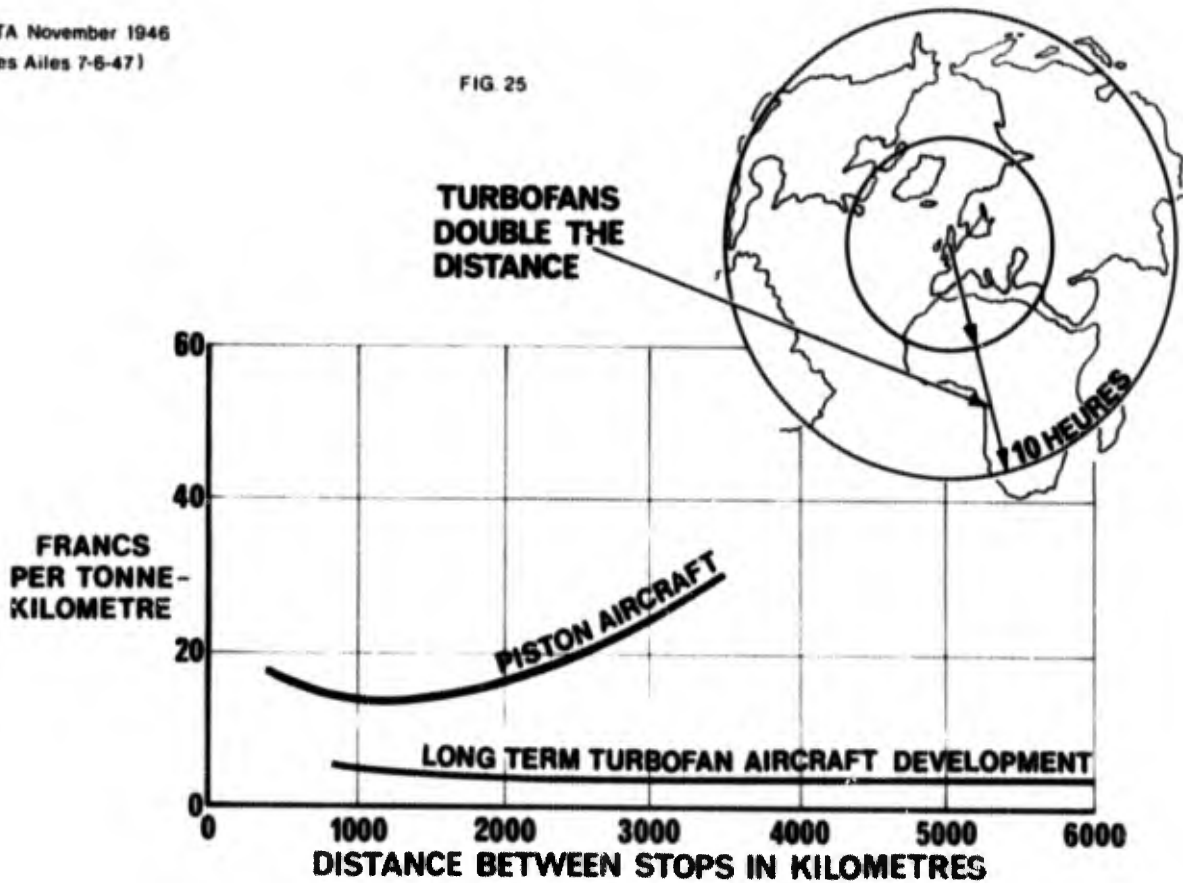 TA November 1946
es Ailes 7-6-47)
FIG. 25
TURBOFANS
DOUBLE THE
DISTANCE
10 HEURES
60
40
20
0
FRANCS
PER TONNE-
KILOMETRE
PISTON AIRCRAFT
LONG TERM TURBOFAN AIRCRAFT DEVELOPMENT
0 1000 2000 3000 4000 5000 6000
DISTANCE BETWEEN STOPS IN KILOMETRES